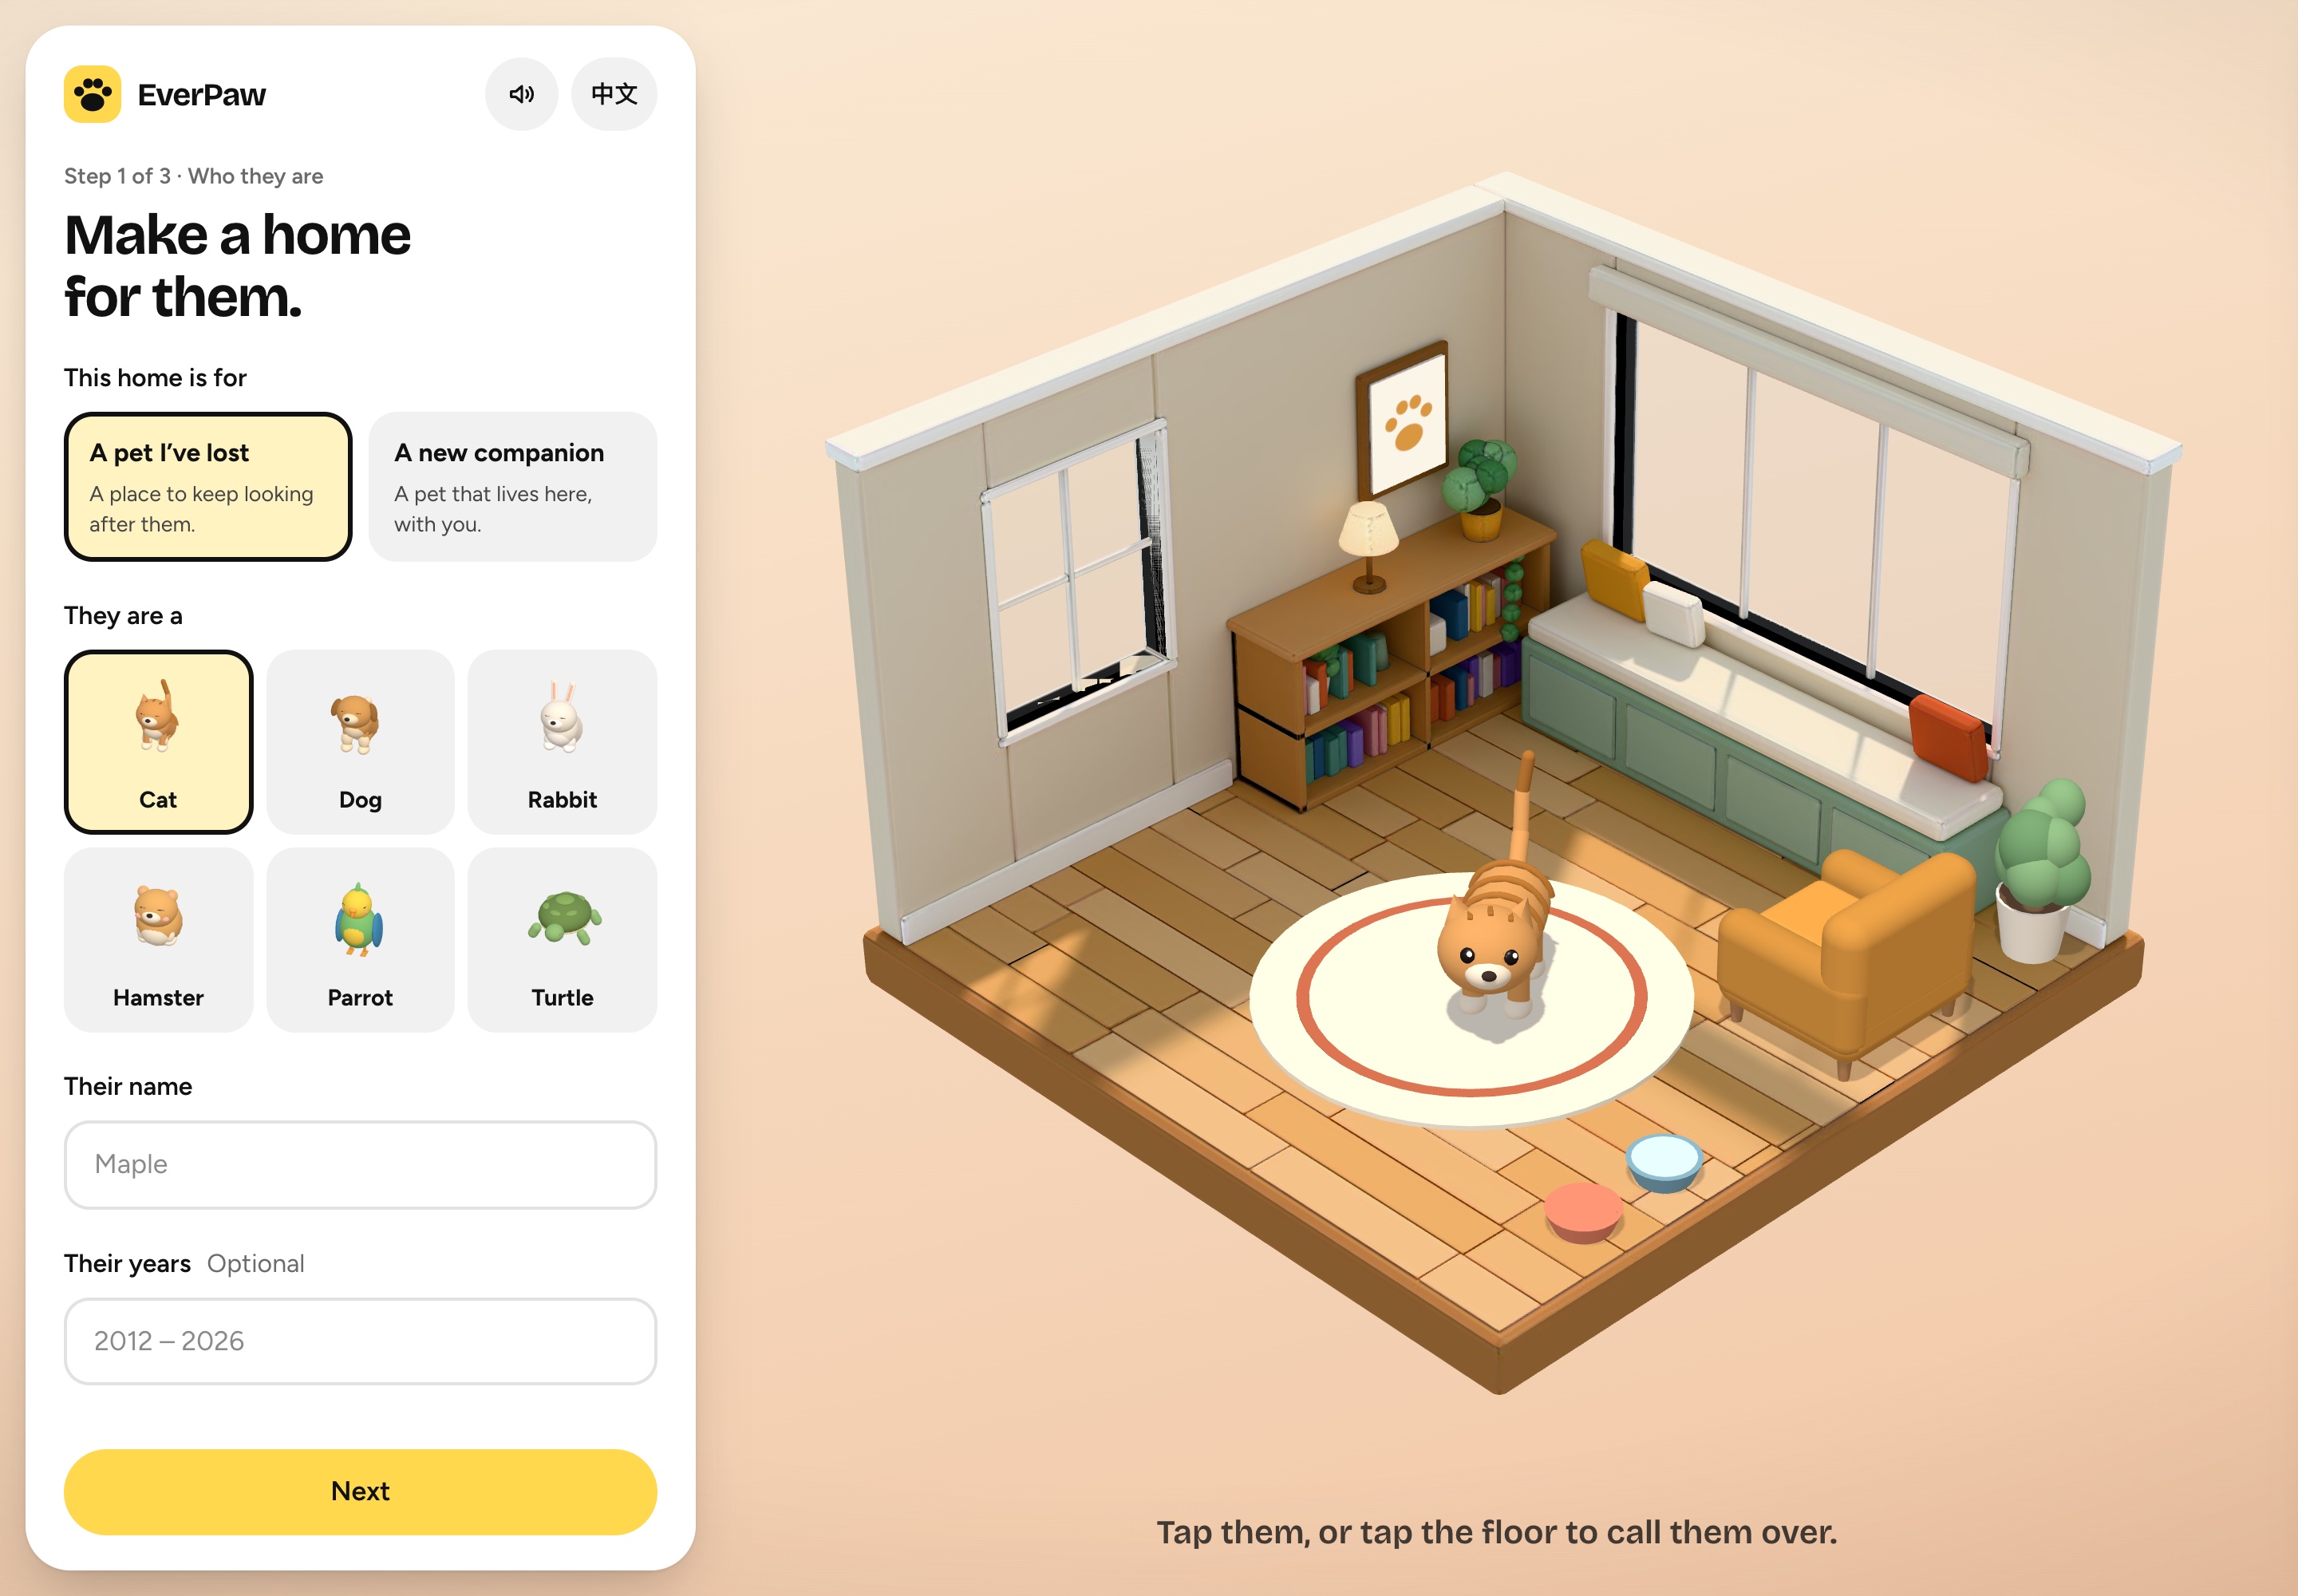 EverPaw
中文
Step 1 of 3 · Who they are
Make a home
for them.
This home is for
A pet I’ve lost
A place to keep looking
after them.
A new companion
A pet that lives here,
with you.
They are a
Cat
Dog
Rabbit
Hamster
Parrot
Turtle
Their name
Maple
Their years Optional
2012 – 2026
Next
Tap them, or tap the floor to call them over.